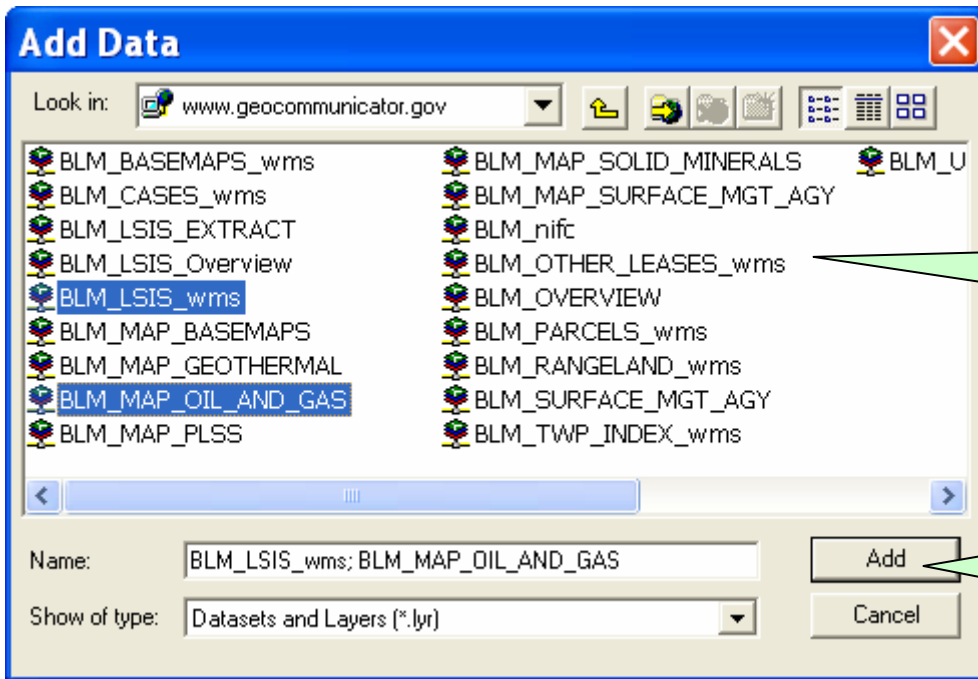 Add Data
Look in: www.geocommunicator.gov
BLM_BASEMAPS_wms
BLM_CASES_wms
BLM_LSIS_EXTRACT
BLM_LSIS_Overview
BLM_LSIS_wms
BLM_MAP_BASEMAPS
BLM_MAP_GEOTHERMAL
BLM_MAP_OIL_AND_GAS
BLM_MAP_PLSS
BLM_MAP_SOLID_MINERALS
BLM_MAP_SURFACE_MGT_AGY
BLM_nifc
BLM_OTHER_LEASES_wms
BLM_OVERVIEW
BLM_PARCELS_wms
BLM_RANGELAND_wms
BLM_SURFACE_MGT_AGY
BLM_TWP_INDEX_wms
BLM_U
Name: BLM_LSIS_wms; BLM_MAP_OIL_AND_GAS
Add
Show of type: Datasets and Layers (*.lyr)
Cancel